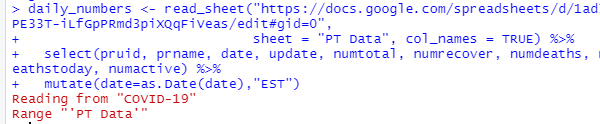 > daily_numbers <- read_sheet("https://docs.google.com/spreadsheets/d/1ad
PE33T-iLfGpPRmd3piXQqFiVeas/edit#gid=0",
+ sheet = "PT Data", col_names = TRUE) %>%
+ select(pruid, prname, date, update, numtotal, numrecover, numdeaths,
eathstoday, numactive) %>%
+ mutate(date=as.Date(date),"EST")
Reading from "COVID-19"
Range "'PT Data'"